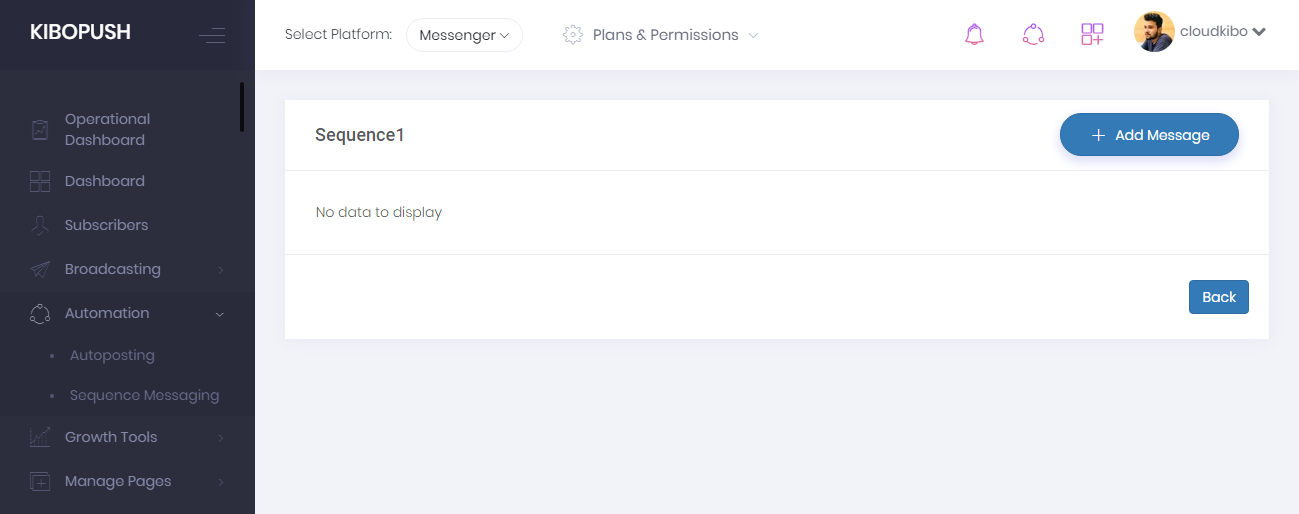 KIBOPUSH
Select Platform: Messenger Plans & Permissions cloudkibo
Operational
Dashboard
Dashboard
Subscribers
Broadcasting
Automation
Autoposting
Sequence Messaging
Growth Tools
Manage Pages
Sequence1
Add Message
No data to display
Back